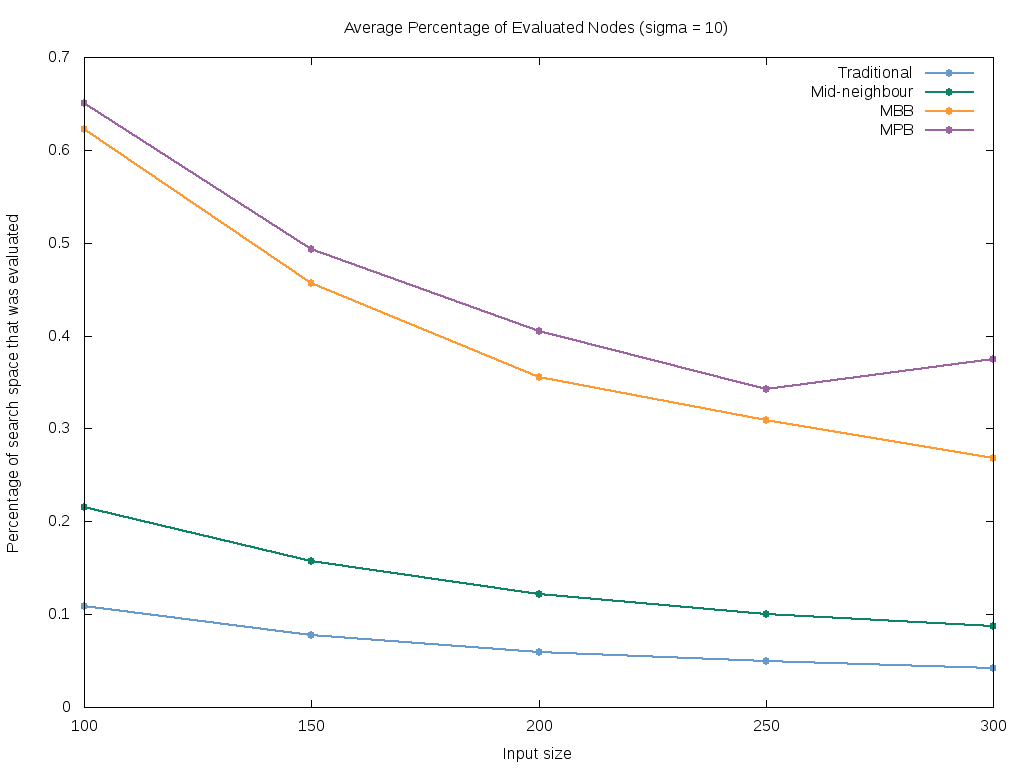 Average Percentage of Evaluated Nodes (sigma = 10)
0.7
0.6
0.5
0.4
0.3
0.2
0.1
0
Percentage of search space that was evaluated
Traditional
Mid-neighbour
MBB
MPB
100 150 200 250 300
Input size